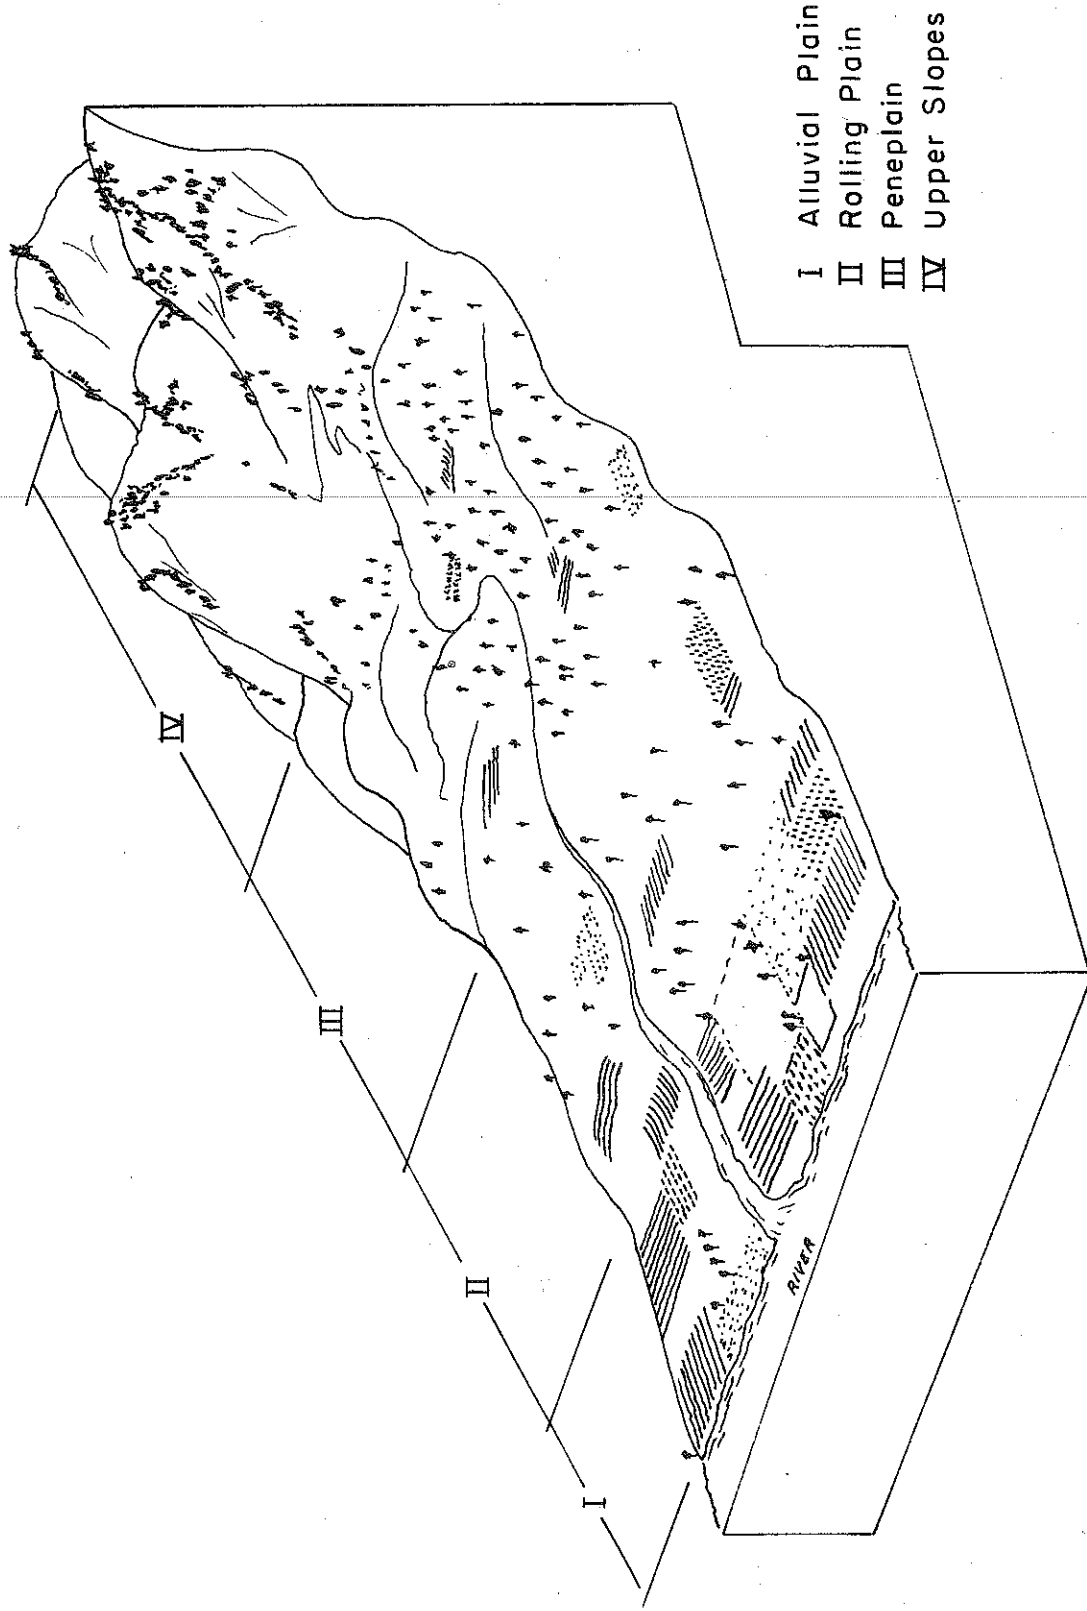 IV
III
II
I
RIVER
I Alluvial Plain
II Rolling Plain
III Peneplain
IV Upper Slopes